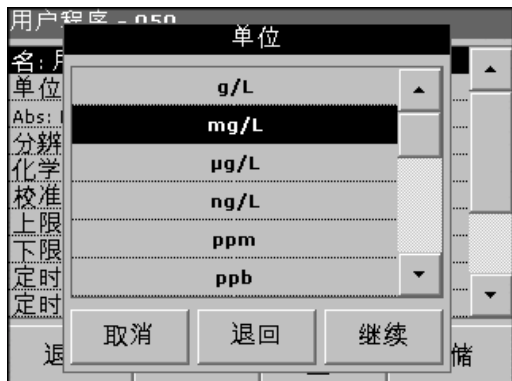 用户程序 - 050
单位
名:
单位
Abs:
分辨
化学
校准
上限
下限
定时
定时
g/L
mg/L
µg/L
ng/L
ppm
ppb
取消
退回
继续
退
储